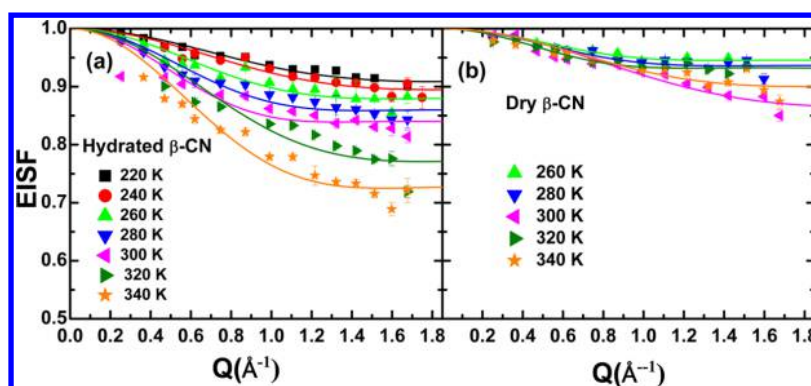 1.0
0.9
0.8
0.7
0.6
0.5
EISF
(a)
Hydrated β-CN
220 K
240 K
260 K
280 K
300 K
320 K
340 K
0.0 0.2 0.4 0.6 0.8 1.0 1.2 1.4 1.6 1.8
Q(Å⁻¹)
(b)
Dry β-CN
260 K
280 K
300 K
320 K
340 K
0.2 0.4 0.6 0.8 1.0 1.2 1.4 1.6 1.8
Q(Å⁻¹)